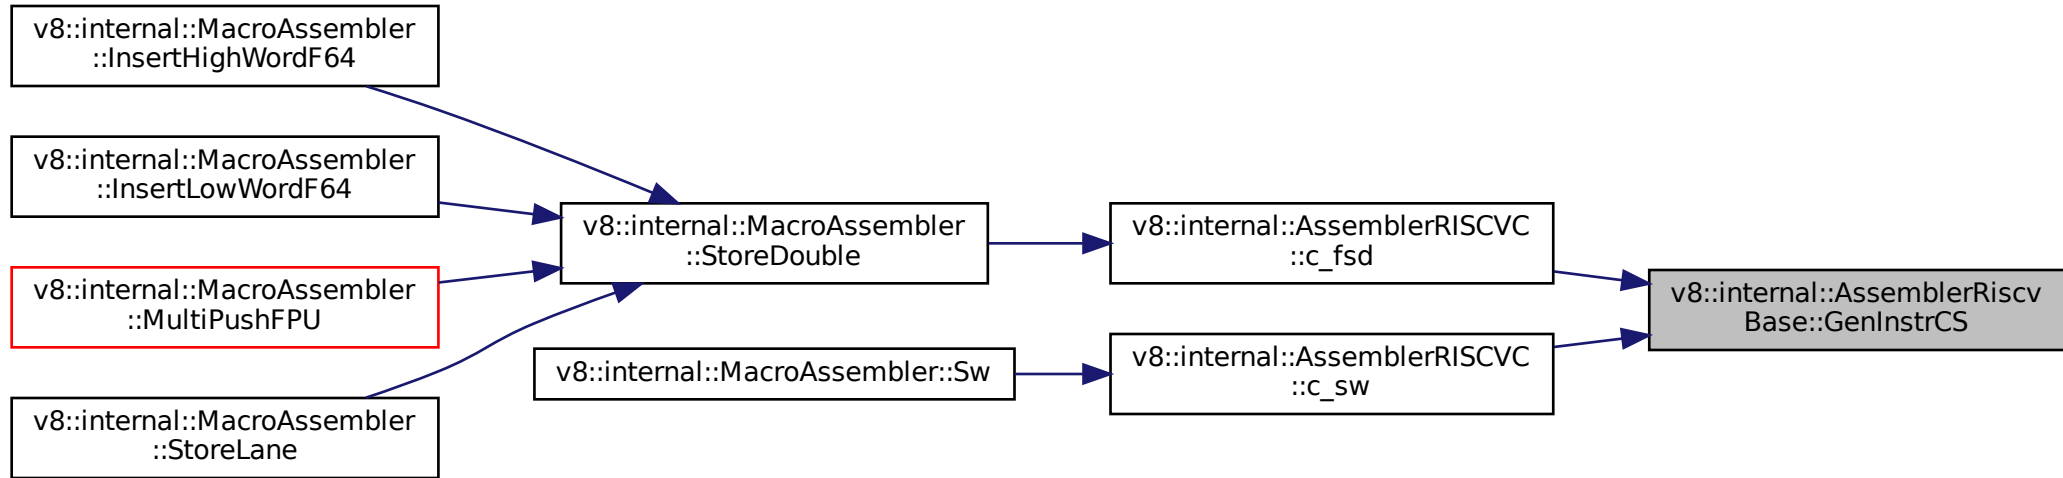 v8::internal::MacroAssembler
::InsertHighWordF64
v8::internal::MacroAssembler
::InsertLowWordF64
v8::internal::MacroAssembler
::MultiPushFPU
v8::internal::MacroAssembler
::StoreLane
v8::internal::MacroAssembler
::StoreDouble
v8::internal::MacroAssembler::Sw
v8::internal::AssemblerRISCVC
::c_fsd
v8::internal::AssemblerRISCVC
::c_sw
v8::internal::AssemblerRiscv
Base::GenInstrCS